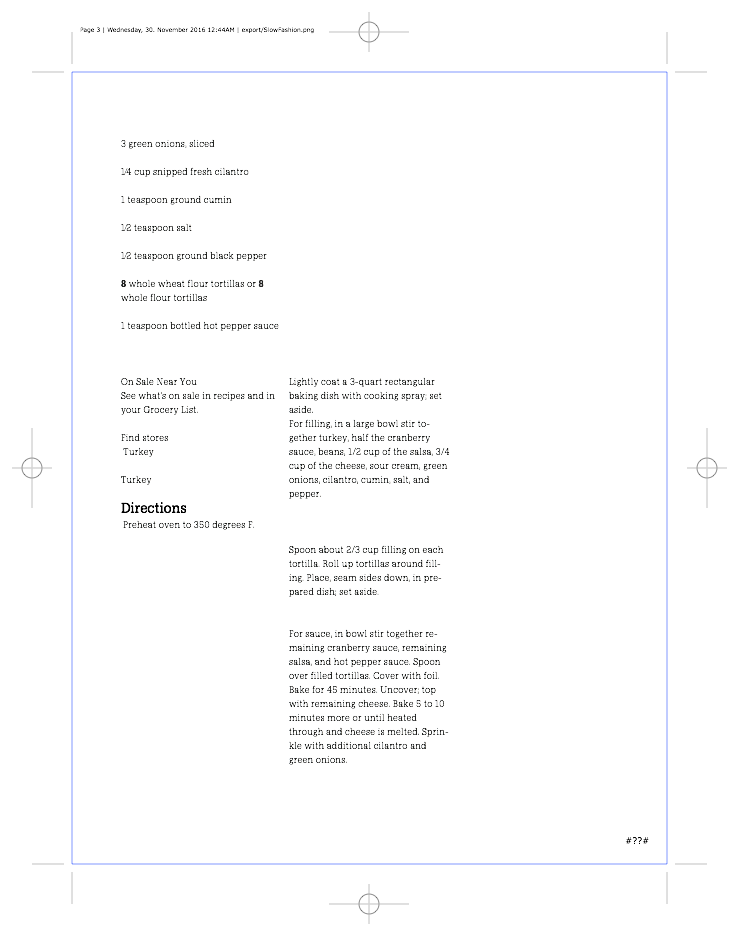 Page 3 | Wednesday, 30. November 2016 12:44AM | export/SlowFashion.png
3 green onions, sliced
1⁄4 cup snipped fresh cilantro
1 teaspoon ground cumin
1⁄2 teaspoon salt
1⁄2 teaspoon ground black pepper
8 whole wheat flour tortillas or 8
whole flour tortillas
1 teaspoon bottled hot pepper sauce
On Sale Near You
See what's on sale in recipes and in
your Grocery List.
Find stores
Turkey
Turkey
Directions
Preheat oven to 350 degrees F.
Lightly coat a 3-quart rectangular
baking dish with cooking spray; set
aside.
For filling, in a large bowl stir to-
gether turkey, half the cranberry
sauce, beans, 1/2 cup of the salsa, 3/4
cup of the cheese, sour cream, green
onions, cilantro, cumin, salt, and
pepper.
Spoon about 2/3 cup filling on each
tortilla. Roll up tortillas around fill-
ing. Place, seam sides down, in pre-
pared dish; set aside.
For sauce, in bowl stir together re-
maining cranberry sauce, remaining
salsa, and hot pepper sauce. Spoon
over filled tortillas. Cover with foil.
Bake for 45 minutes. Uncover; top
with remaining cheese. Bake 5 to 10
minutes more or until heated
through and cheese is melted. Sprin-
kle with additional cilantro and
green onions.
#??#